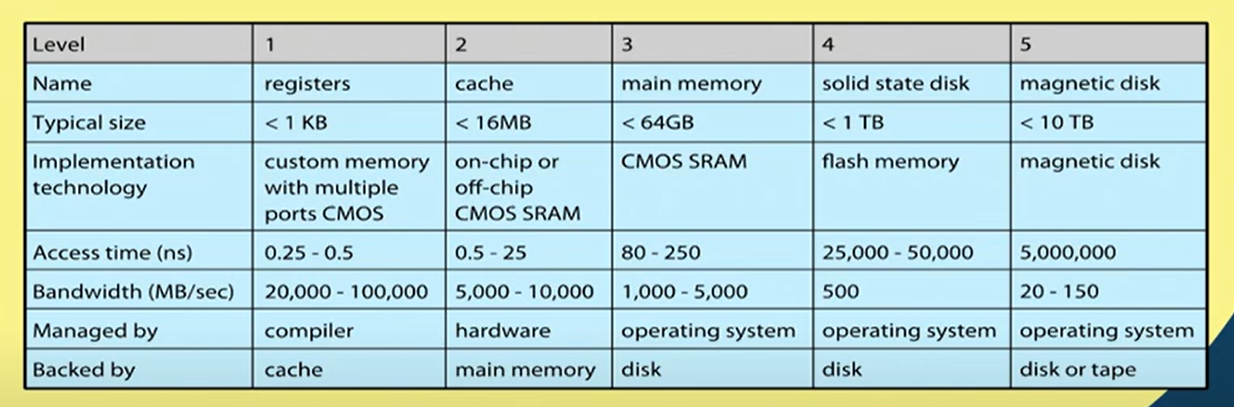 Level 1 2 3 4 5
Name registers cache main memory solid state disk magnetic disk
Typical size < 1 KB < 16MB < 64GB < 1 TB < 10 TB
Implementation custom memory on-chip or CMOS SRAM flash memory magnetic disk
technology with multiple off-chip
ports CMOS CMOS SRAM
Access time (ns) 0.25 - 0.5 0.5 - 25 80 - 250 25,000 - 50,000 5,000,000
Bandwidth (MB/sec) 20,000 - 100,000 5,000 - 10,000 1,000 - 5,000 500 20 - 150
Managed by compiler hardware operating system operating system operating system
Backed by cache main memory disk disk disk or tape